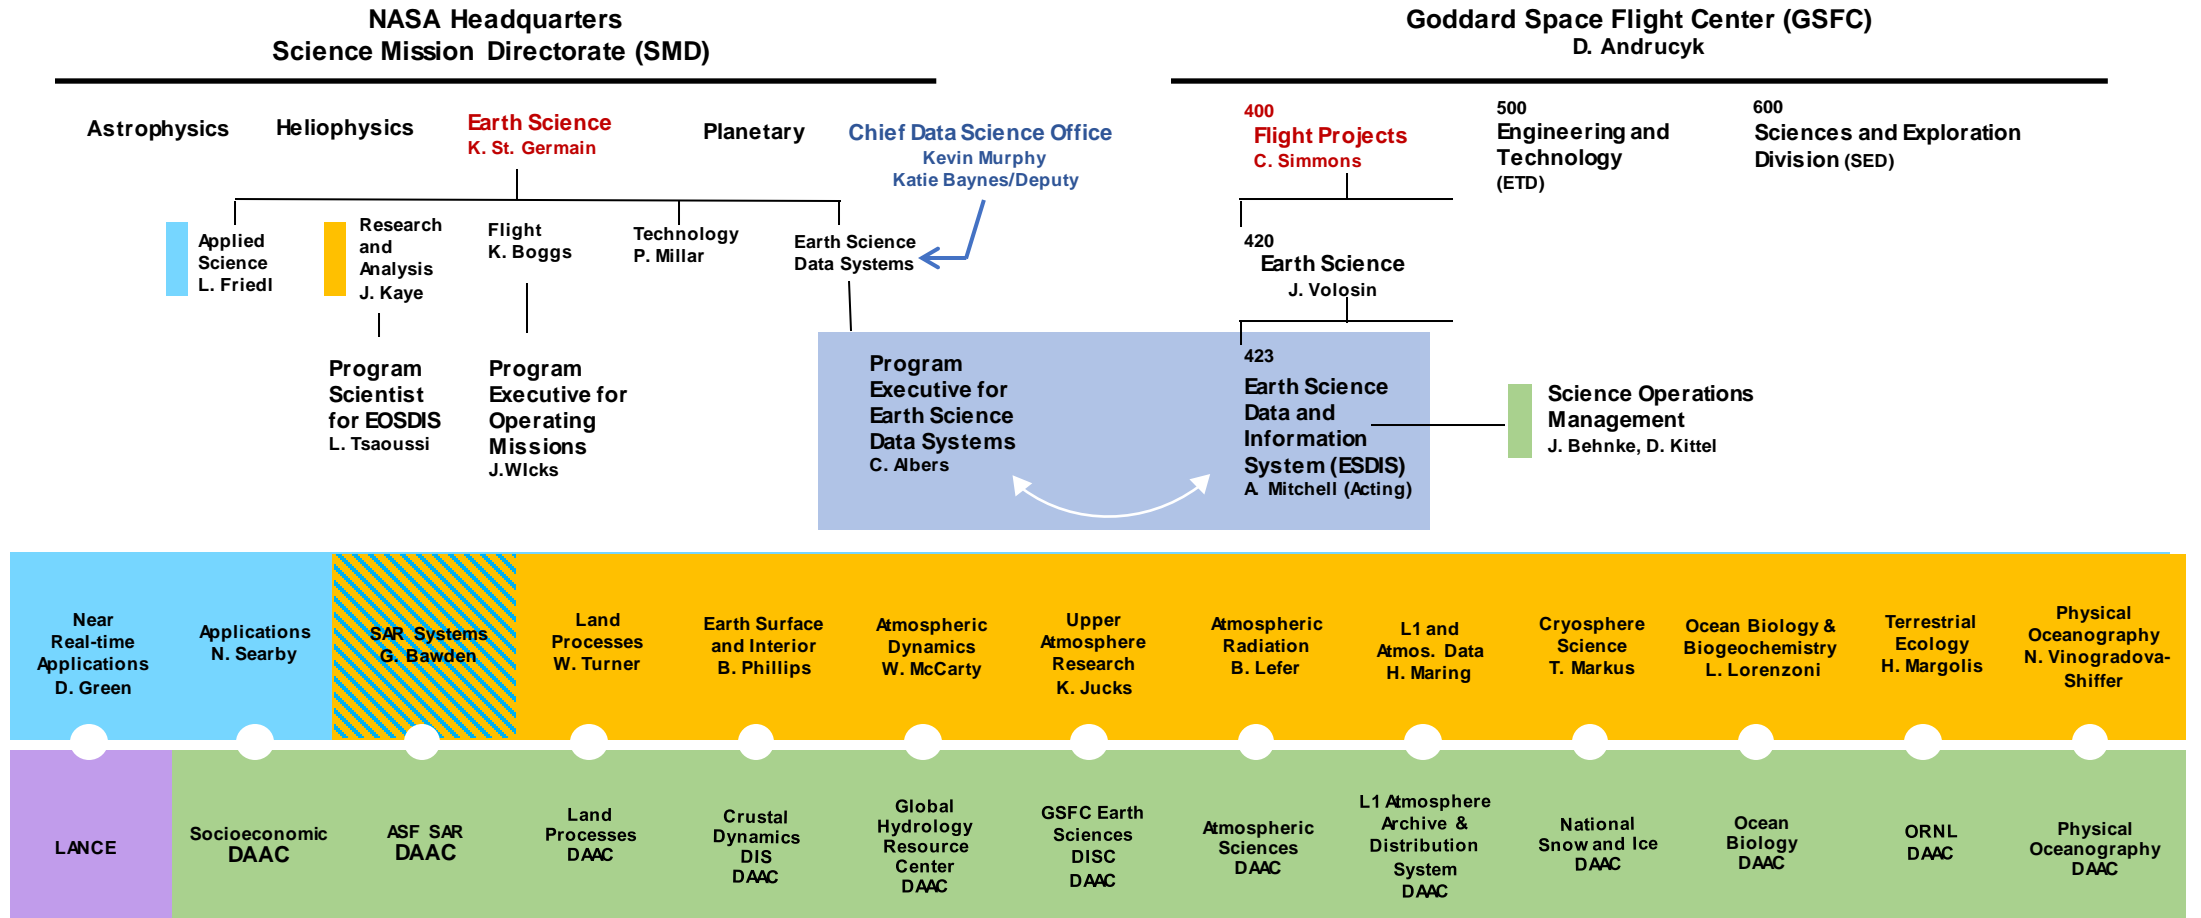 NASA Headquarters
Science Mission Directorate (SMD)
Goddard Space Flight Center (GSFC)
D. Andrucyk
Astrophysics
Heliophysics
Earth Science
K. St. Germain
Planetary
Chief Data Science Office
Kevin Murphy
Katie Baynes/Deputy
400
Flight Projects
C. Simmons
500
Engineering and
Technology
(ETD)
600
Sciences and Exploration
Division (SED)
Applied
Science
L. Friedl
Research
and
Analysis
J. Kaye
Flight
K. Boggs
Technology
P. Millar
Earth Science
Data Systems
420
Earth Science
J. Volosin
Program
Scientist
for EOSDIS
L. Tsaoussi
Program
Executive for
Operating
Missions
J.WIcks
Program
Executive for
Earth Science
Data Systems
C. Albers
423
Earth Science
Data and
Information
System (ESDIS)
A. Mitchell (Acting)
Science Operations
Management
J. Behnke, D. Kittel
Near
Real-time
Applications
D. Green
Applications
N. Searby
SAR Systems
G. Bawden
Land
Processes
W. Turner
Earth Surface
and Interior
B. Phillips
Atmospheric
Dynamics
W. McCarty
Upper
Atmosphere
Research
K. Jucks
Atmospheric
Radiation
B. Lefer
L1 and
Atmos. Data
H. Maring
Cryosphere
Science
T. Markus
Ocean Biology &
Biogeochemistry
L. Lorenzoni
Terrestrial
Ecology
H. Margolis
Physical
Oceanography
N. Vinogradova-
Shiffer
LANCE
Socioeconomic
DAAC
ASF SAR
DAAC
Land
Processes
DAAC
Crustal
Dynamics
DIS
DAAC
Global
Hydrology
Resource
Center
DAAC
GSFC Earth
Sciences
DISC
DAAC
Atmospheric
Sciences
DAAC
L1 Atmosphere
Archive &
Distribution
System
DAAC
National
Snow and Ice
DAAC
Ocean
Biology
DAAC
ORNL
DAAC
Physical
Oceanography
DAAC